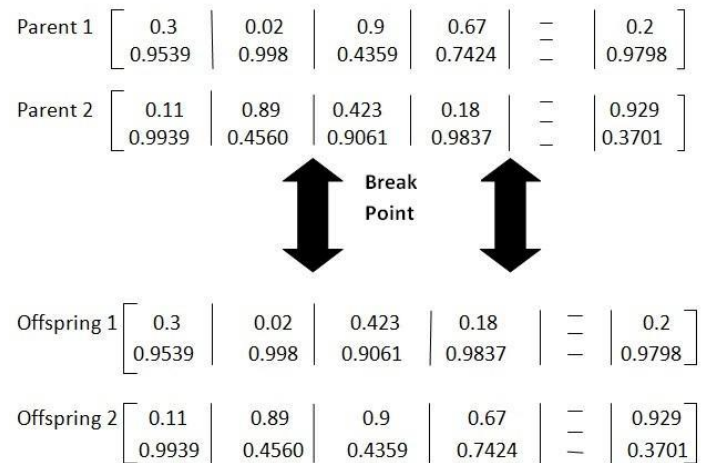 Parent 1 0.3 0.02 0.9 0.67 0.2
0.9539 0.998 0.4359 0.7424 0.9798
Parent 2 0.11 0.89 0.423 0.18 0.929
0.9939 0.4560 0.9061 0.9837 0.3701
Break
Point
Offspring 1 0.3 0.02 0.423 0.18 0.2
0.9539 0.998 0.9061 0.9837 0.9798
Offspring 2 0.11 0.89 0.9 0.67 0.929
0.9939 0.4560 0.4359 0.7424 0.3701